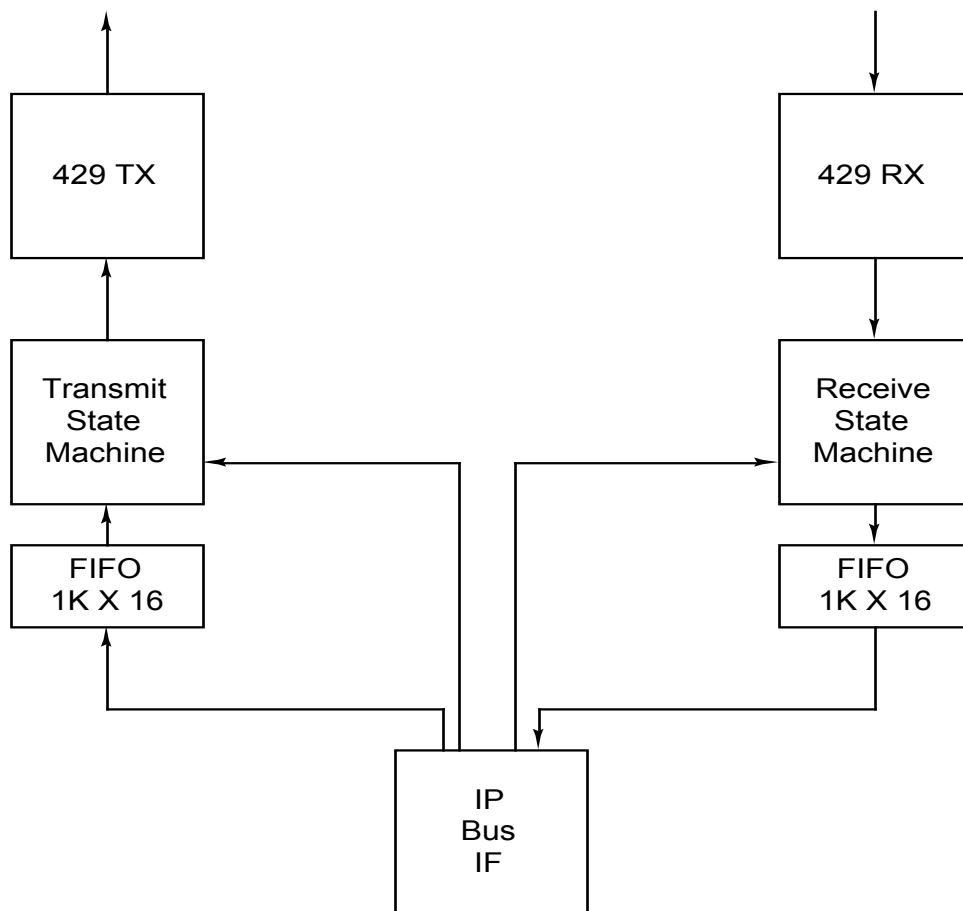 429 TX
429 RX
Transmit
State
Machine
Receive
State
Machine
FIFO
1K X 16
FIFO
1K X 16
IP
Bus
IF